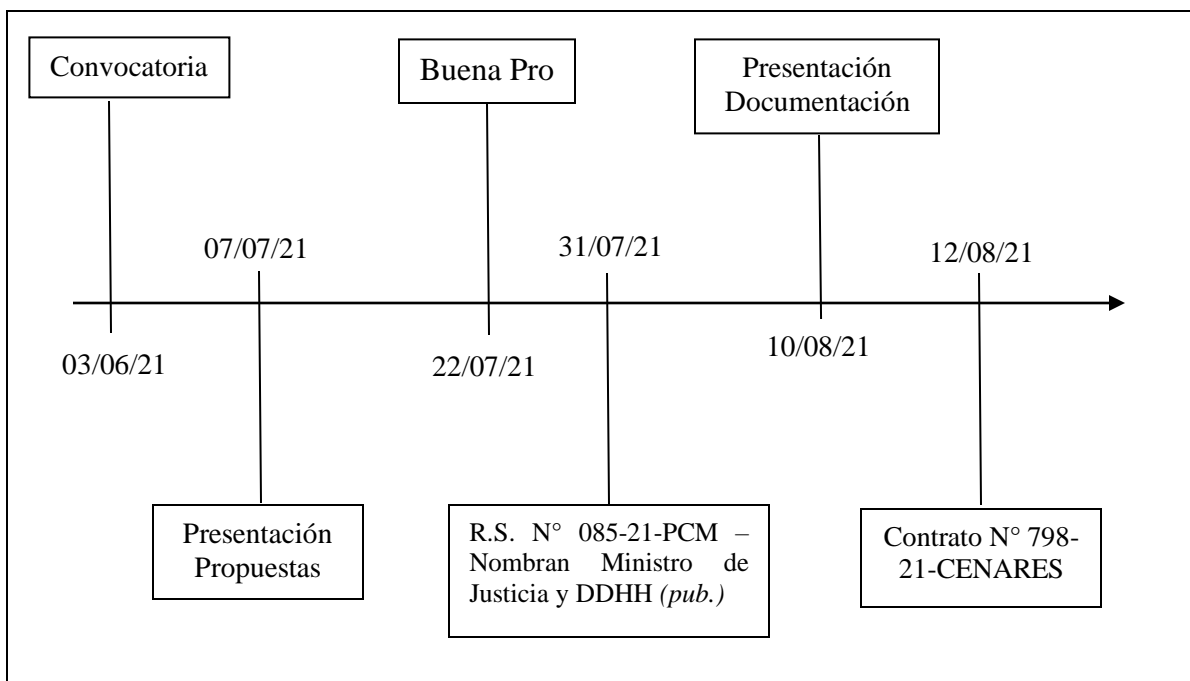 Convocatoria
Buena Pro
Presentación
Documentación
07/07/21
31/07/21
12/08/21
03/06/21
22/07/21
10/08/21
Presentación
Propuestas
R.S. N° 085-21-PCM –
Nombran Ministro de
Justicia y DDHH (pub.)
Contrato N° 798-
21-CENARES